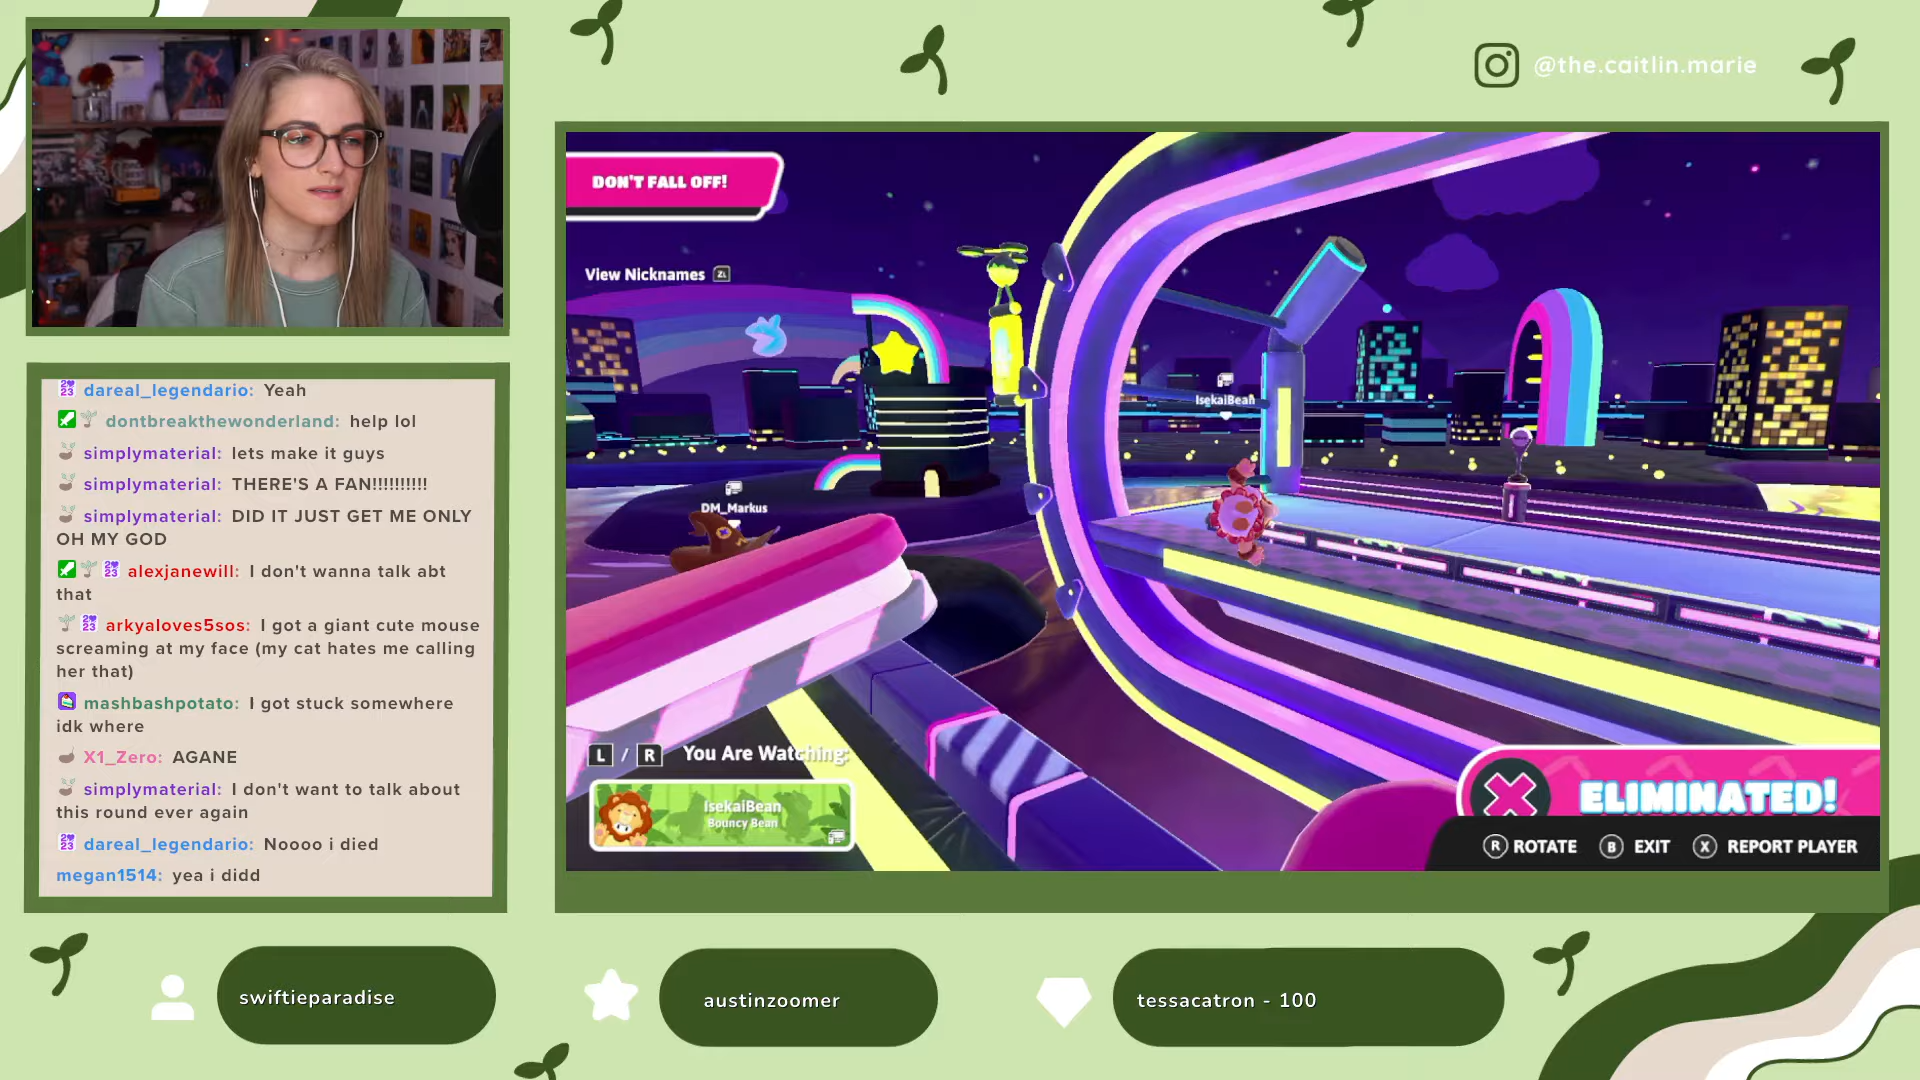 @the.caitlin.marie
dareal_legendario: Yeah
dontbreakthewonderland: help lol
simplymaterial: lets make it guys
simplymaterial: THERE'S A FAN!!!!!!!!!!
simplymaterial: DID IT JUST GET ME ONLY
OH MY GOD
alexjanewill: I don't wanna talk abt
that
arkyaloves5sos: I got a giant cute mouse
screaming at my face (my cat hates me calling
her that)
mashbashpotato: I got stuck somewhere
idk where
X1_Zero: AGANE
simplymaterial: I don't want to talk about
this round ever again
dareal_legendario: Noooo i died
megan1514: yea i didd
DON'T FALL OFF!
View Nicknames ZL
IsekaiBean
DM_Markus
L / R You Are Watching:
IsekaiBean
Bouncy Bean
ELIMINATED!
R ROTATE B EXIT X REPORT PLAYER
swiftieparadise
austinzoomer
tessacatron - 100